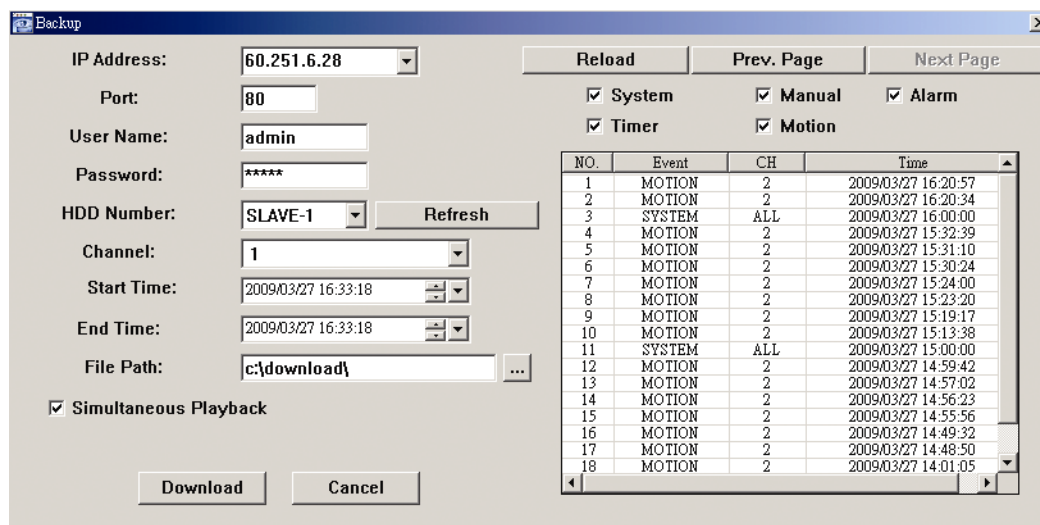 Backup
IP Address:
60.251.6.28
Port:
80
User Name:
admin
Password:
*****
HDD Number:
SLAVE-1
Refresh
Channel:
1
Start Time:
2009/03/27 16:33:18
End Time:
2009/03/27 16:33:18
File Path:
c:\download\
...
Simultaneous Playback
Download
Cancel
Reload
Prev. Page
Next Page
System
Manual
Alarm
Timer
Motion
NO. Event CH Time
1 MOTION 2 2009/03/27 16:20:57
2 MOTION 2 2009/03/27 16:20:34
3 SYSTEM ALL 2009/03/27 16:00:00
4 MOTION 2 2009/03/27 15:32:39
5 MOTION 2 2009/03/27 15:31:10
6 MOTION 2 2009/03/27 15:30:24
7 MOTION 2 2009/03/27 15:24:00
8 MOTION 2 2009/03/27 15:23:20
9 MOTION 2 2009/03/27 15:19:17
10 MOTION 2 2009/03/27 15:13:38
11 SYSTEM ALL 2009/03/27 15:00:00
12 MOTION 2 2009/03/27 14:59:42
13 MOTION 2 2009/03/27 14:57:02
14 MOTION 2 2009/03/27 14:56:23
15 MOTION 2 2009/03/27 14:55:56
16 MOTION 2 2009/03/27 14:49:32
17 MOTION 2 2009/03/27 14:48:50
18 MOTION 2 2009/03/27 14:01:05